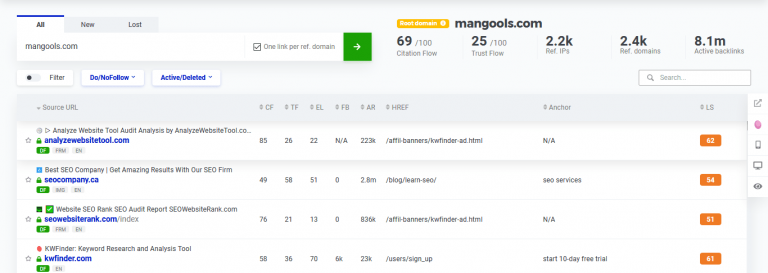 All New Lost
mangools.com One link per ref. domain
Root domain mangools.com
69 /100 25 /100 2.2k 2.4k 8.1m
Citation Flow Trust Flow Ref. IPs Ref. domains Active backlinks
Filter Do/NoFollow Active/Deleted Search...
Source URL CF TF EL FB AR HREF Anchor LS
Analyze Website Tool Audit Analysis by AnalyzeWebsiteTool.co...
analyzewebsitetool.com 85 26 22 N/A 223k /affil-banners/kwfinder-ad.html N/A 62
DF FRM EN
Best SEO Company | Get Amazing Results With Our SEO Firm
seocompany.ca 49 58 51 0 2.8m /blog/learn-seo/ seo services 54
DF IMG EN
Website SEO Rank SEO Audit Report SEOWebsiteRank.com
seowebsiterank.com/index 76 21 13 0 836k /affil-banners/kwfinder-ad.html N/A 51
DF FRM EN
KWFinder: Keyword Research and Analysis Tool
kwfinder.com 58 36 70 6k 23k /users/sign_up start 10-day free trial 61
DF EN